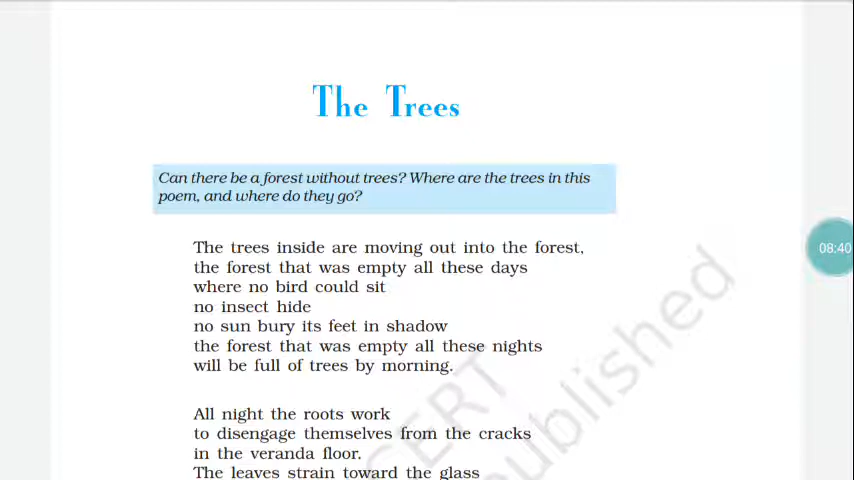 The Trees
Can there be a forest without trees? Where are the trees in this
poem, and where do they go?
The trees inside are moving out into the forest,
the forest that was empty all these days
where no bird could sit
no insect hide
no sun bury its feet in shadow
the forest that was empty all these nights
will be full of trees by morning.
All night the roots work
to disengage themselves from the cracks
in the veranda floor.
The leaves strain toward the glass
08:40
CERT
published